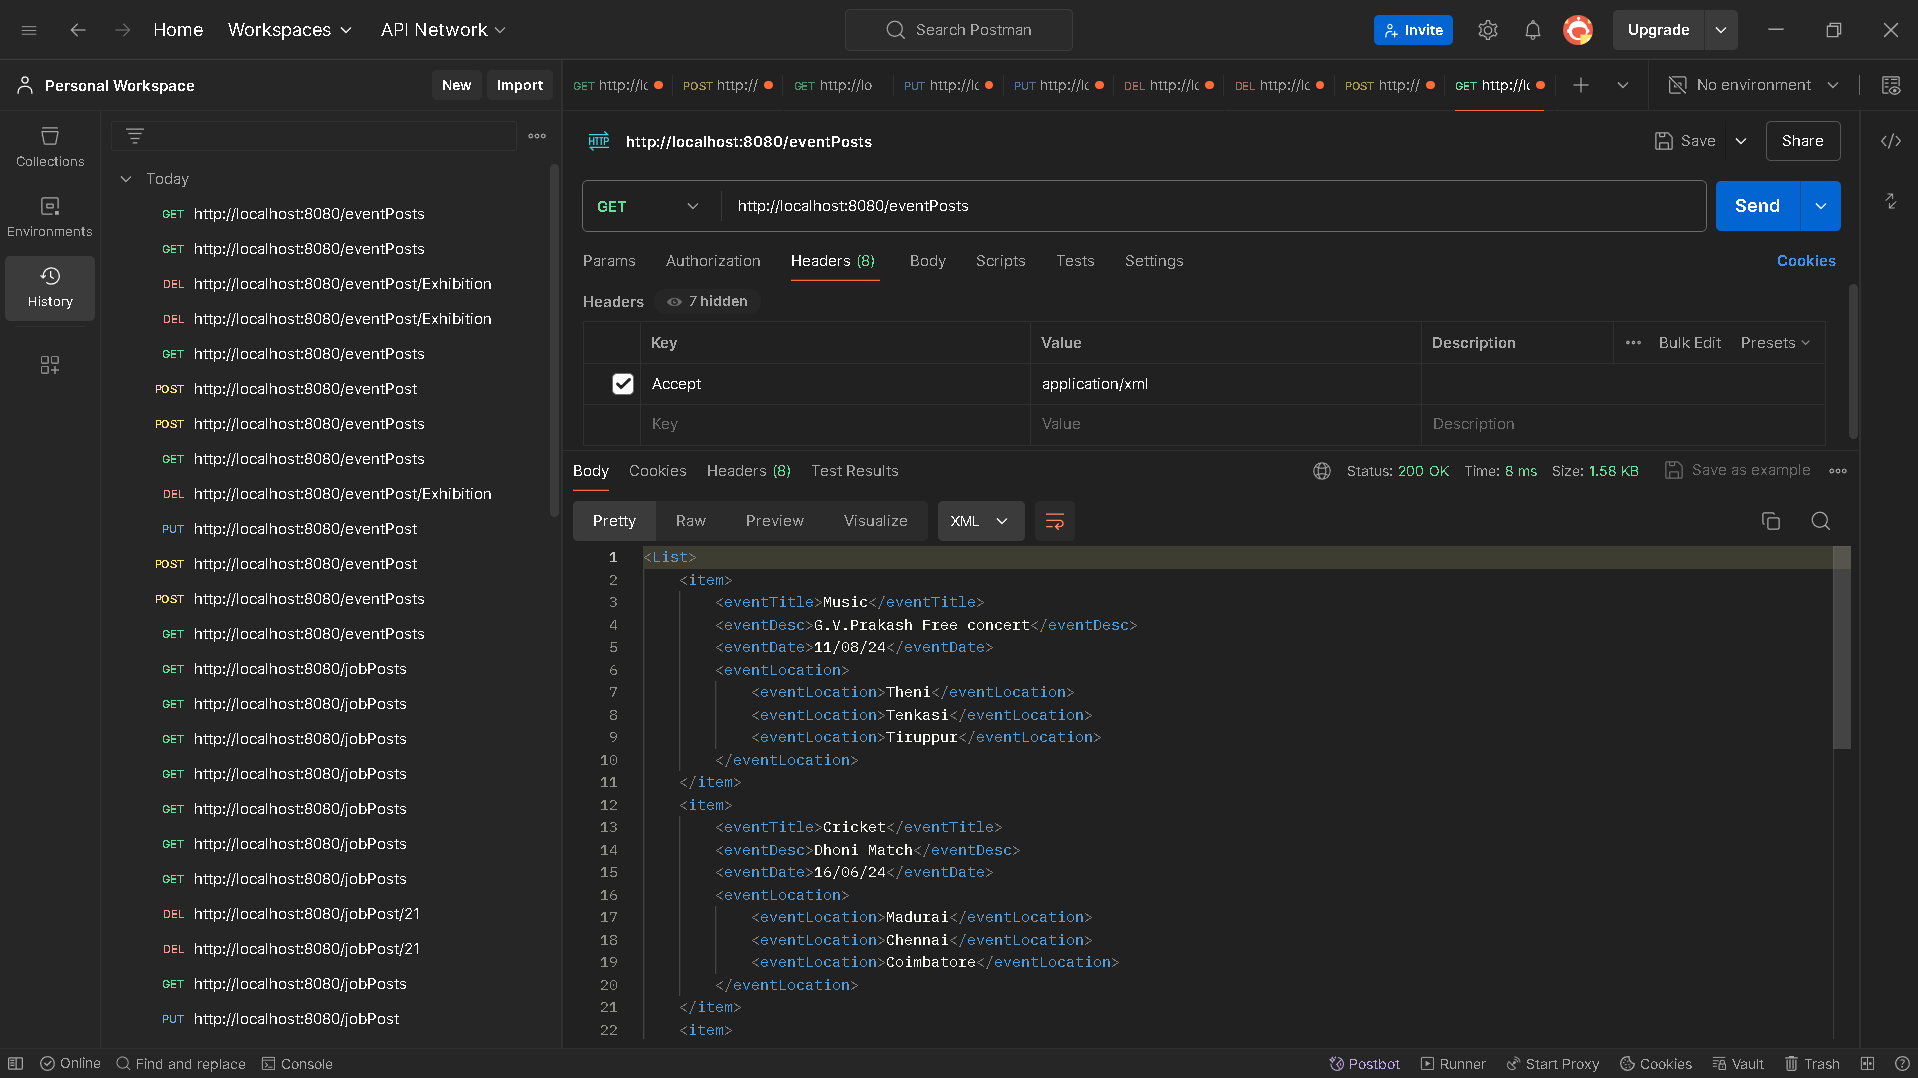 Home Workspaces API Network Search Postman Invite Upgrade
Personal Workspace New Import
GET http://lo POST http:// GET http://lo PUT http://lo PUT http://lo DEL http://lo DEL http://lo POST http:// GET http://lo No environment
Collections
Environments
History
Today
GET http://localhost:8080/eventPosts
GET http://localhost:8080/eventPosts
DEL http://localhost:8080/eventPost/Exhibition
DEL http://localhost:8080/eventPost/Exhibition
GET http://localhost:8080/eventPosts
POST http://localhost:8080/eventPost
POST http://localhost:8080/eventPosts
GET http://localhost:8080/eventPosts
DEL http://localhost:8080/eventPost/Exhibition
PUT http://localhost:8080/eventPost
POST http://localhost:8080/eventPost
POST http://localhost:8080/eventPosts
GET http://localhost:8080/eventPosts
GET http://localhost:8080/jobPosts
GET http://localhost:8080/jobPosts
GET http://localhost:8080/jobPosts
GET http://localhost:8080/jobPosts
GET http://localhost:8080/jobPosts
GET http://localhost:8080/jobPosts
GET http://localhost:8080/jobPosts
DEL http://localhost:8080/jobPost/21
DEL http://localhost:8080/jobPost/21
GET http://localhost:8080/jobPosts
PUT http://localhost:8080/jobPost
HTTP http://localhost:8080/eventPosts Save Share
GET http://localhost:8080/eventPosts Send
Params Authorization Headers (8) Body Scripts Tests Settings Cookies
Headers 7 hidden
Key Value Description Bulk Edit Presets
Accept application/xml
Key Value Description
Body Cookies Headers (8) Test Results Status: 200 OK Time: 8 ms Size: 1.58 KB Save as example
Pretty Raw Preview Visualize XML
1 <List>
2 <item>
3 <eventTitle>Music</eventTitle>
4 <eventDesc>G.V.Prakash Free concert</eventDesc>
5 <eventDate>11/08/24</eventDate>
6 <eventLocation>
7 <eventLocation>Theni</eventLocation>
8 <eventLocation>Tenkasi</eventLocation>
9 <eventLocation>Tiruppur</eventLocation>
10 </eventLocation>
11 </item>
12 <item>
13 <eventTitle>Cricket</eventTitle>
14 <eventDesc>Dhoni Match</eventDesc>
15 <eventDate>16/06/24</eventDate>
16 <eventLocation>
17 <eventLocation>Madurai</eventLocation>
18 <eventLocation>Chennai</eventLocation>
19 <eventLocation>Coimbatore</eventLocation>
20 </eventLocation>
21 </item>
22 <item>
Online Find and replace Console Postbot Runner Start Proxy Cookies Vault Trash